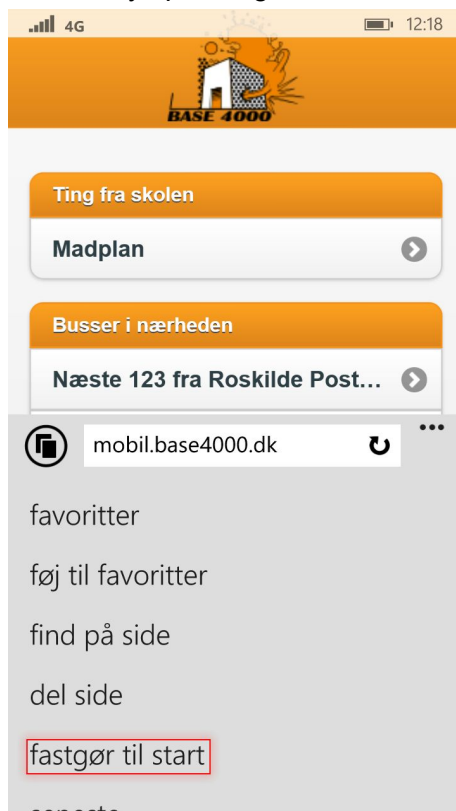 4G 12:18
BASE 4000
Ting fra skolen
Madplan
Busser i nærheden
Næste 123 fra Roskilde Post...
mobil.base4000.dk
favoritter
føj til favoritter
find på side
del side
fastgør til start